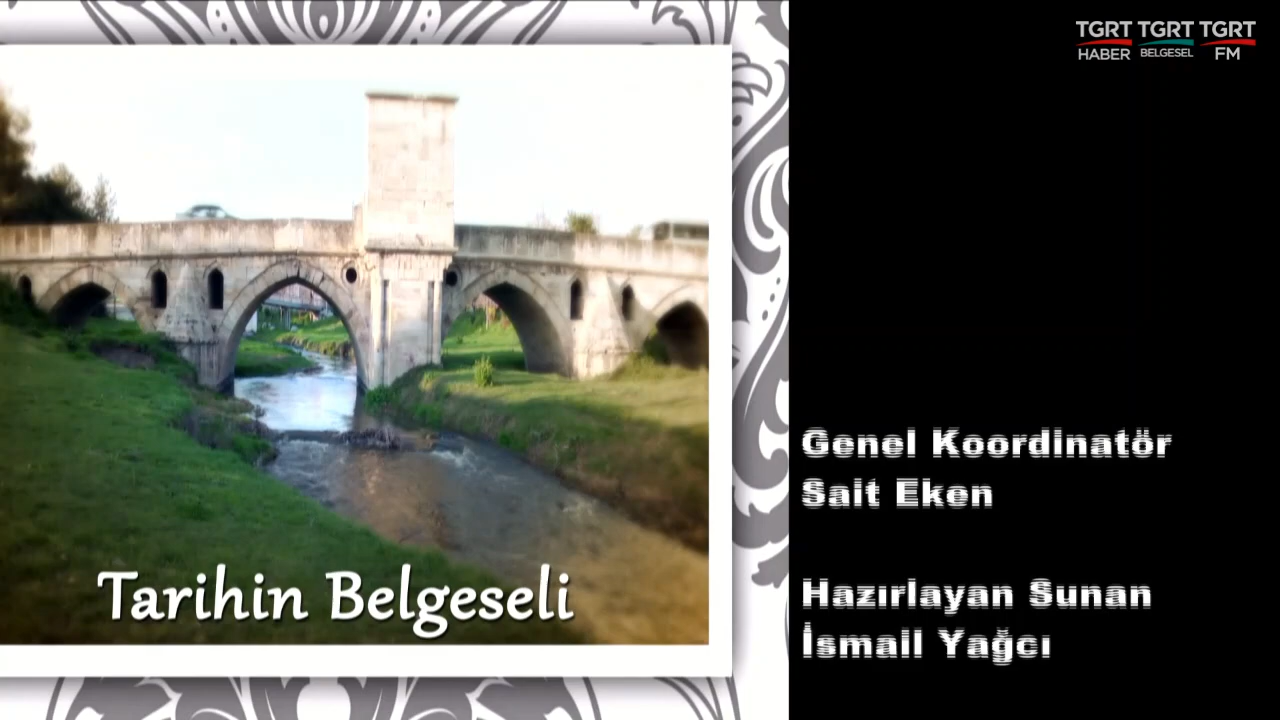 TGRT TGRT TGRT
HABER BELGESEL FM
Genel Koordinatör
Sait Eken
Hazırlayan Sunan
İsmail Yağcı
Tarihin Belgeseli